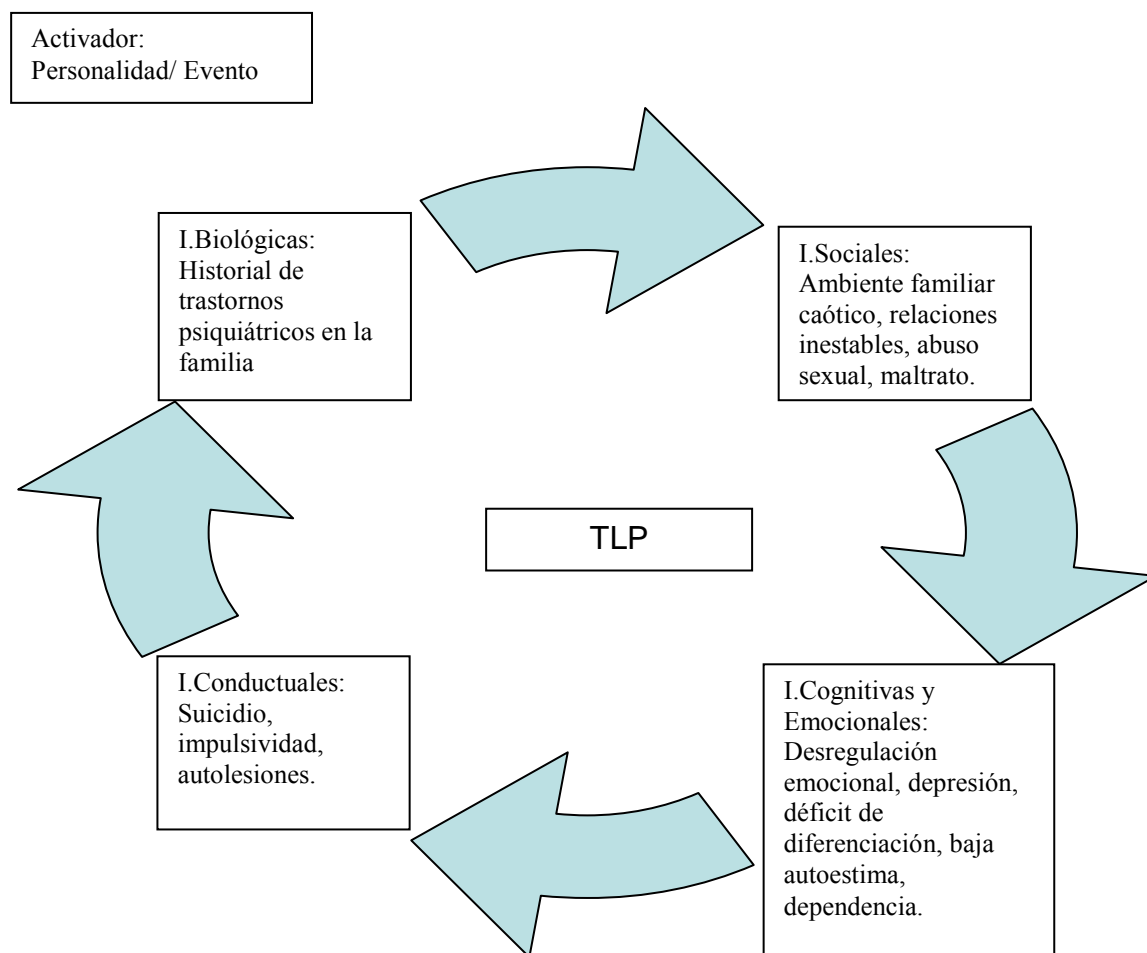 Activador:
Personalidad/ Evento
I.Biológicas:
Historial de
trastornos
psiquiátricos en la
familia
I.Sociales:
Ambiente familiar
caótico, relaciones
inestables, abuso
sexual, maltrato.
TLP
I.Conductuales:
Suicidio,
impulsividad,
autolesiones.
I.Cognitivas y
Emocionales:
Desregulación
emocional, depresión,
déficit de
diferenciación, baja
autoestima,
dependencia.